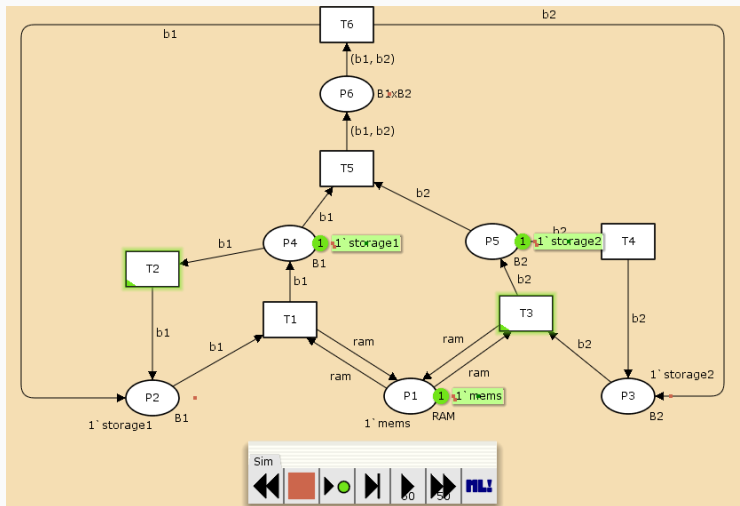 T6
b1
b2
(b1,b2)
P6
B1xB2
(b1,b2)
T5
b1
b2
b1
P4
1
1`storage1
B1
P5
1
1`storage2
B2
b2
T4
T2
b1
b2
T3
T1
b1
b1
ram
ram
b2
b2
ram
ram
P2
B1
1`storage1
P1
1
1`mems
RAM
1`mems
1`storage2
P3
B2
Sim
60
50
ML!